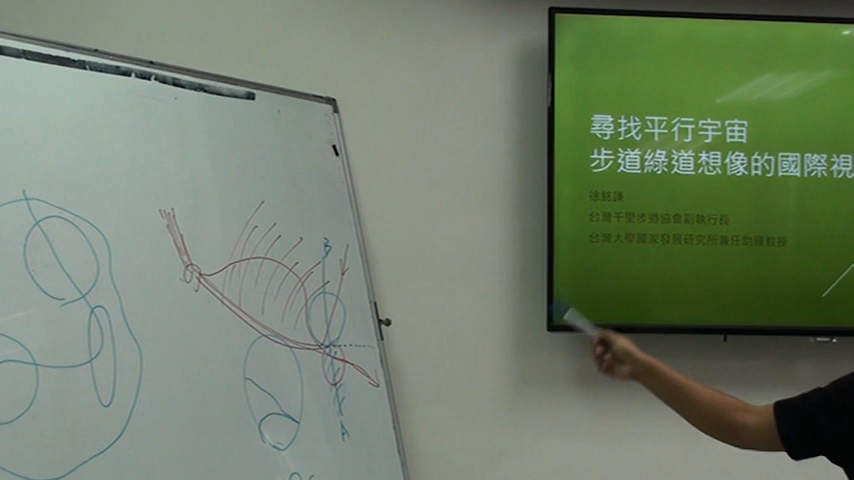 尋找平行宇宙
步道綠道想像的國際視
徐銘謙
台灣千里步道協會副執行長
台灣大學國家發展研究所兼任助理教授
B
A